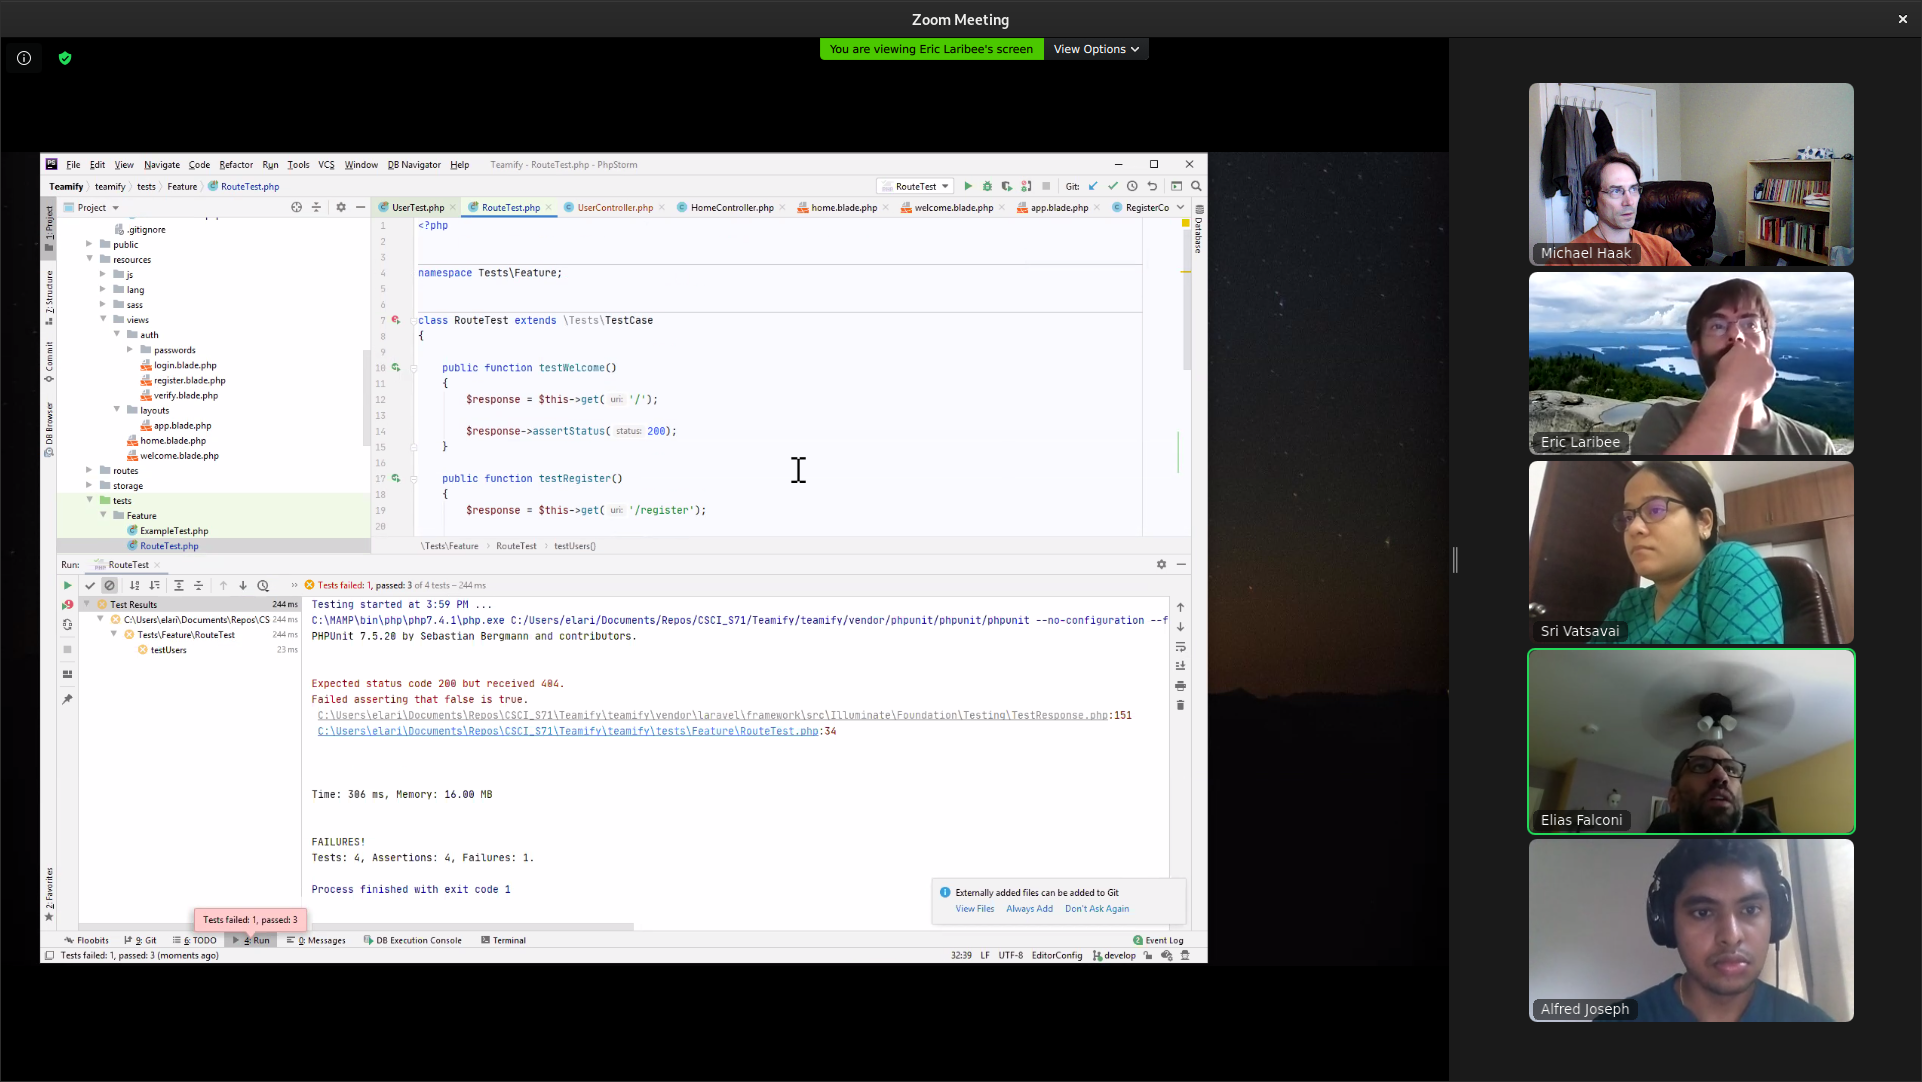 Zoom Meeting
You are viewing Eric Laribee's screen View Options
File Edit View Navigate Code Refactor Run Tools VCS Window DB Navigator Help Teamify - RouteTest.php - PhpStorm
Teamify teamify tests Feature RouteTest.php RouteTest Git:
Project UserTest.php RouteTest.php UserController.php HomeController.php home.blade.php welcome.blade.php app.blade.php RegisterCo
1: Project
7: Structure
Commit
DB Browser
2: Favorites
Database
.gitignore
public
resources
js
lang
sass
views
auth
passwords
login.blade.php
register.blade.php
verify.blade.php
layouts
app.blade.php
home.blade.php
welcome.blade.php
routes
storage
tests
Feature
ExampleTest.php
RouteTest.php
1 <?php
2
3
4 namespace Tests\Feature;
5
6
7 class RouteTest extends \Tests\TestCase
8 {
9
10 public function testWelcome()
11 {
12 $response = $this->get( uri: '/');
13
14 $response->assertStatus( status: 200);
15 }
16
17 public function testRegister()
18 {
19 $response = $this->get( uri: '/register');
20
\Tests\Feature RouteTest testUsers()
Run: RouteTest
Tests failed: 1, passed: 3 of 4 tests – 244 ms
Test Results 244 ms
C:\Users\elari\Documents\Repos\CS 244 ms
Tests\Feature\RouteTest 244 ms
testUsers 23 ms
Testing started at 3:59 PM ...
C:\MAMP\bin\php\php7.4.1\php.exe C:/Users/elari/Documents/Repos/CSCI_S71/Teamify/teamify/vendor/phpunit/phpunit/phpunit --no-configuration --f
PHPUnit 7.5.20 by Sebastian Bergmann and contributors.
Expected status code 200 but received 404.
Failed asserting that false is true.
C:\Users\elari\Documents\Repos\CSCI_S71\Teamify\teamify\vendor\laravel\framework\src\Illuminate\Foundation\Testing\TestResponse.php:151
C:\Users\elari\Documents\Repos\CSCI_S71\Teamify\teamify\tests\Feature\RouteTest.php:34
Time: 306 ms, Memory: 16.00 MB
FAILURES!
Tests: 4, Assertions: 4, Failures: 1.
Process finished with exit code 1
Externally added files can be added to Git
View Files Always Add Don't Ask Again
Tests failed: 1, passed: 3
Floobits 9: Git 6: TODO 4: Run 0: Messages DB Execution Console Terminal 2 Event Log
Tests failed: 1, passed: 3 (moments ago) 32:39 LF UTF-8 EditorConfig develop
Michael Haak
Eric Laribee
Sri Vatsavai
Elias Falconi
Alfred Joseph